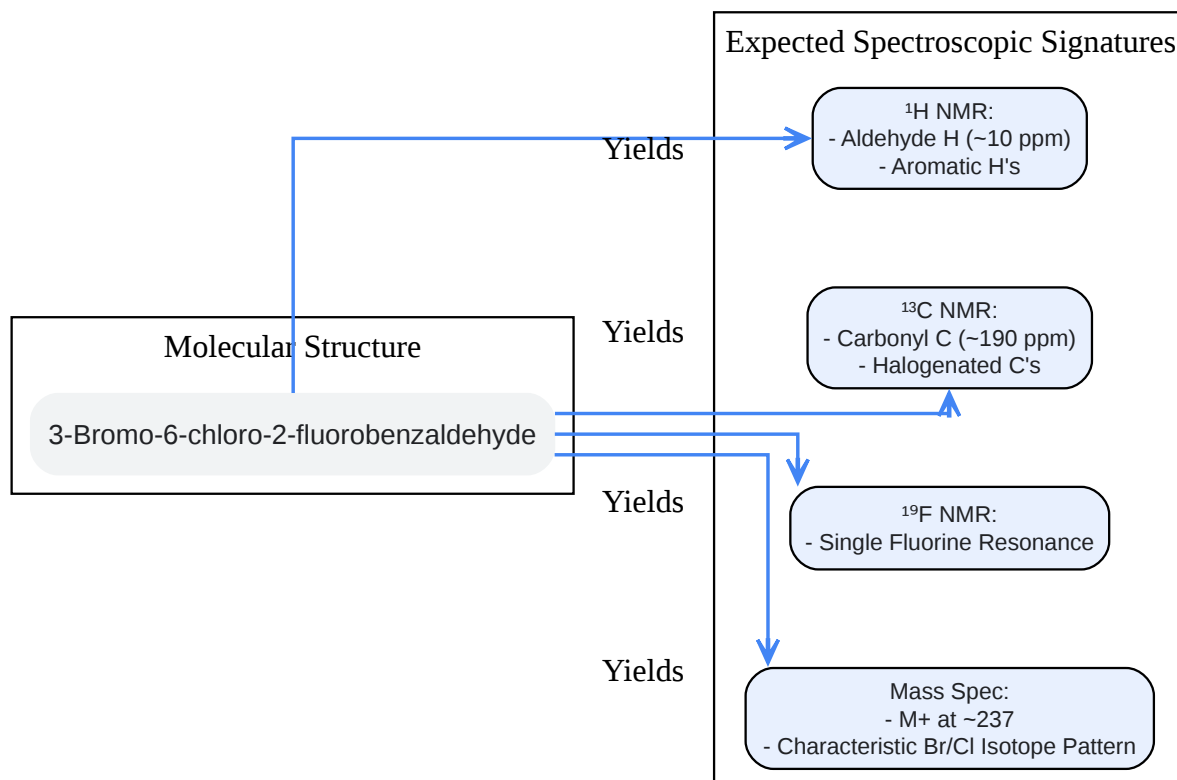 Expected Spectroscopic Signatures
¹H NMR:
- Aldehyde H (~10 ppm)
- Aromatic H's
Yields
¹³C NMR:
- Carbonyl C (~190 ppm)
- Halogenated C's
Yields
Molecular Structure
3-Bromo-6-chloro-2-fluorobenzaldehyde
Yields
¹⁹F NMR:
- Single Fluorine Resonance
Yields
Mass Spec:
- M+ at ~237
- Characteristic Br/Cl Isotope Pattern